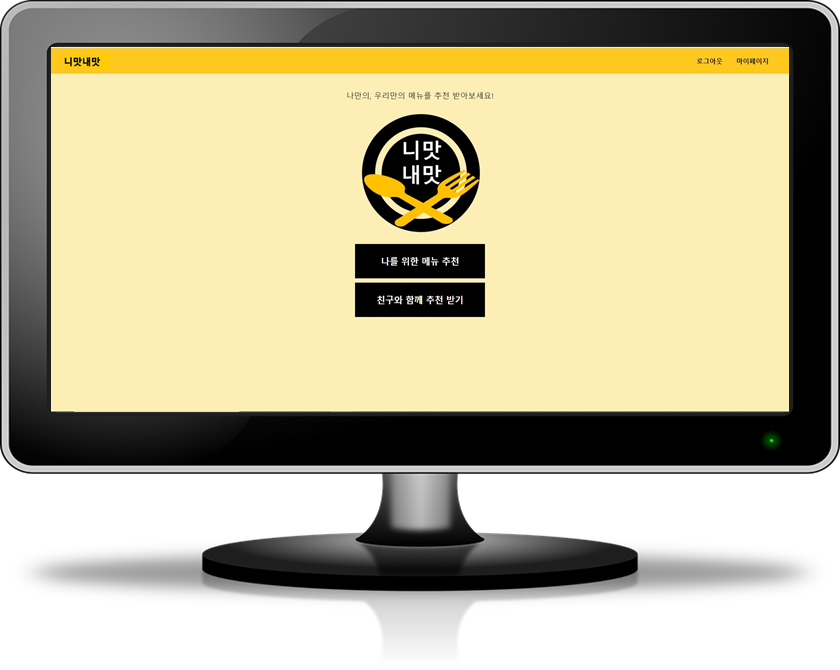 니맛내맛
로그아웃 마이페이지
나만의, 우리만의 메뉴를 추천 받아보세요!
니맛
내맛
나를 위한 메뉴 추천
친구와 함께 추천 받기